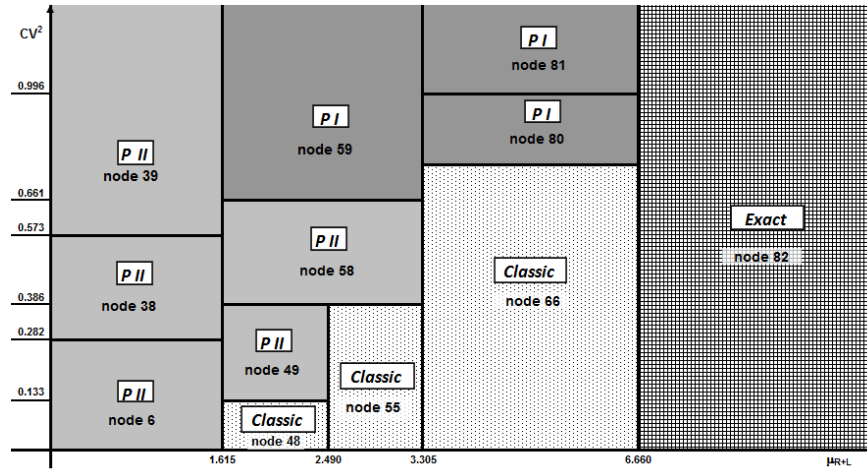 CV²
P I
node 81
0.996
P I
P I
node 59
node 80
P II
node 39
0.661
Exact
0.573
P II
node 82
P II
node 58
Classic
node 38
node 66
0.386
0.282
P II
node 49
Classic
P II
0.133
node 55
node 6
Classic
node 48
1.615
2.490
3.305
6.660
μR+L